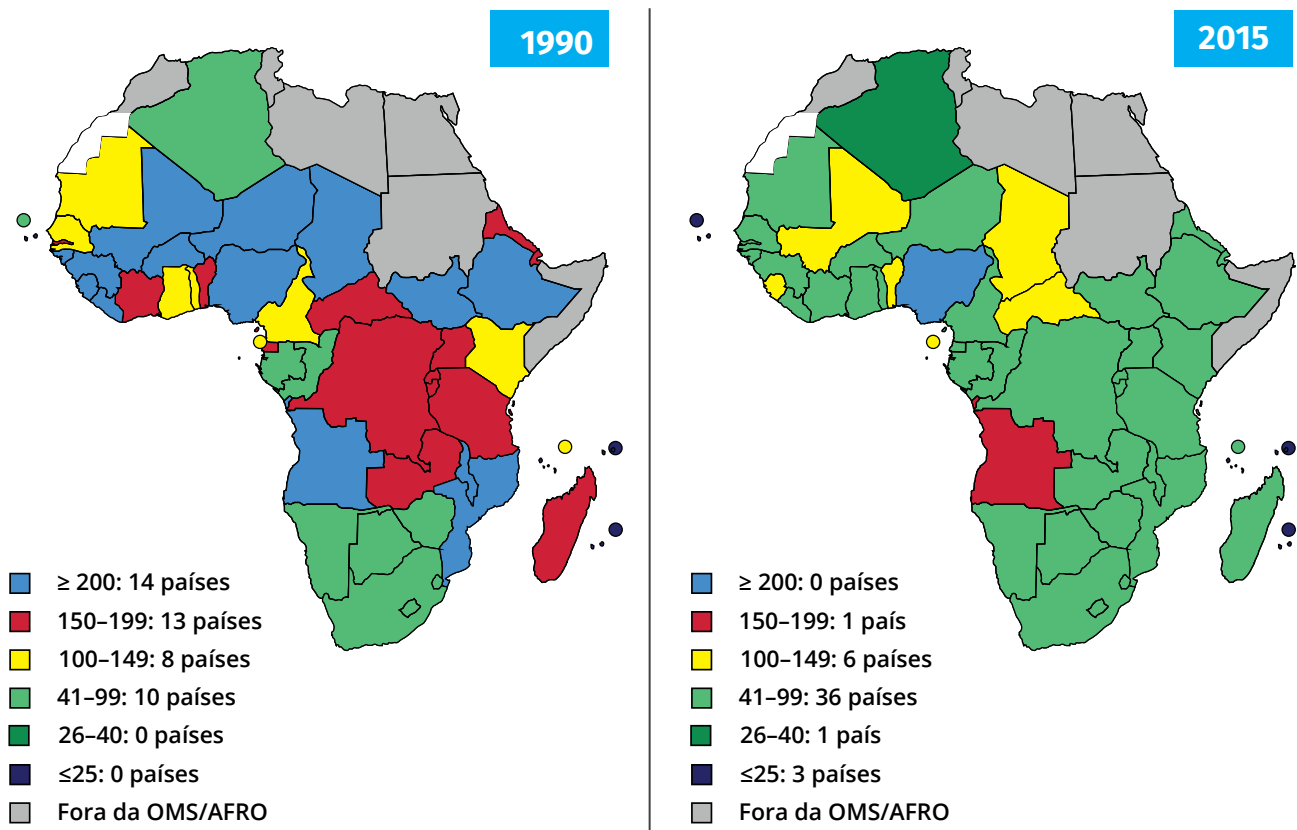 1990
≥ 200: 14 países
150–199: 13 países
100–149: 8 países
41–99: 10 países
26–40: 0 países
≤25: 0 países
Fora da OMS/AFRO
2015
≥ 200: 0 países
150–199: 1 país
100–149: 6 países
41–99: 36 países
26–40: 1 país
≤25: 3 países
Fora da OMS/AFRO